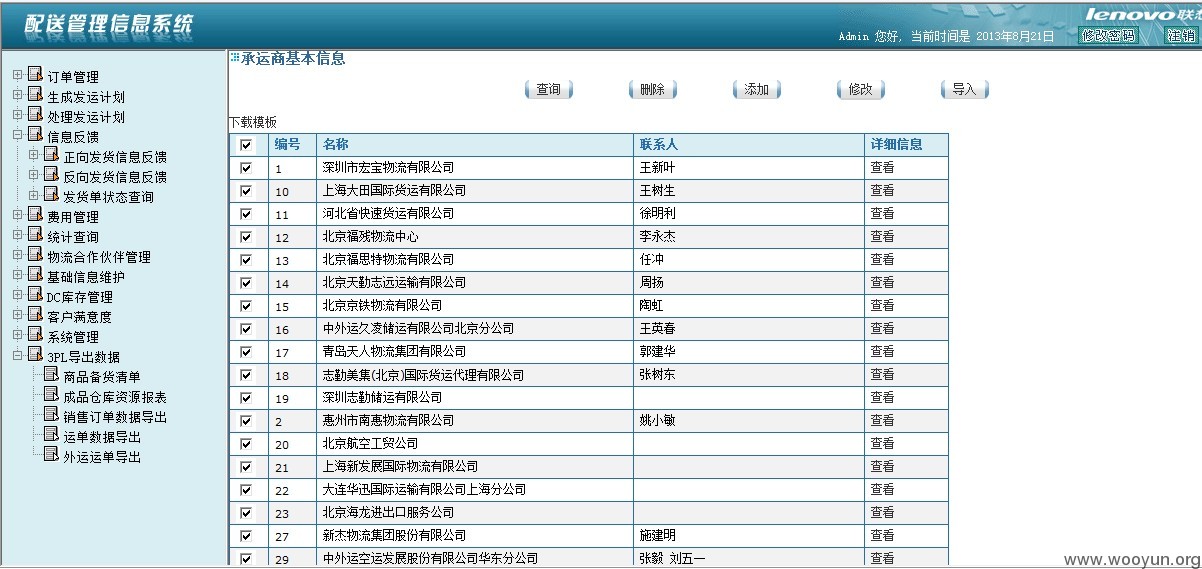 配送管理信息系统
lenovo联想
Admin 您好, 当前时间是 2013年8月21日 修改密码 注销
订单管理
生成发运计划
处理发运计划
信息反馈
正向发货信息反馈
反向发货信息反馈
发货单状态查询
费用管理
统计查询
物流合作伙伴管理
基础信息维护
DC库存管理
客户满意度
系统管理
3PL导出数据
商品备货清单
成品仓库资源报表
销售订单数据导出
运单数据导出
外运运单导出
承运商基本信息
查询 删除 添加 修改 导入
下载模板
编号 名称 联系人 详细信息
1 深圳市宏宝物流有限公司 王新叶 查看
10 上海大田国际货运有限公司 王树生 查看
11 河北省快速货运有限公司 徐明利 查看
12 北京福残物流中心 李永杰 查看
13 北京福思特物流有限公司 任冲 查看
14 北京天勤志远运输有限公司 周扬 查看
15 北京京铁物流有限公司 陶虹 查看
16 中外运久凌储运有限公司北京分公司 王英春 查看
17 青岛天人物流集团有限公司 郭建华 查看
18 志勤美集(北京)国际货运代理有限公司 张树东 查看
19 深圳志勤储运有限公司 查看
2 惠州市南惠物流有限公司 姚小敏 查看
20 北京航空工贸公司 查看
21 上海新发展国际物流有限公司 查看
22 大连华迅国际运输有限公司上海分公司 查看
23 北京海龙进出口服务公司 查看
27 新杰物流集团股份有限公司 施建明 查看
29 中外运空运发展股份有限公司华东分公司 张毅 刘五一 查看
www.wooyun.org